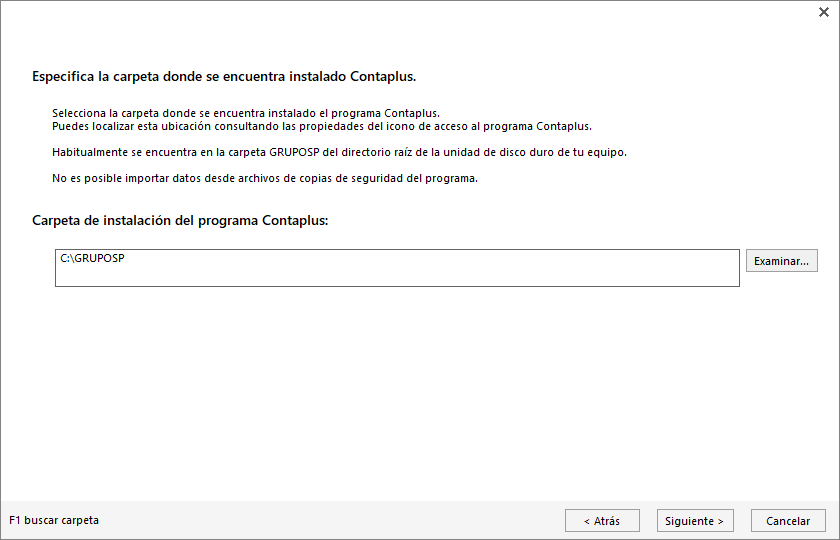 Especifica la carpeta donde se encuentra instalado Contaplus.
Selecciona la carpeta donde se encuentra instalado el programa Contaplus.
Puedes localizar esta ubicación consultando las propiedades del icono de acceso al programa Contaplus.
Habitualmente se encuentra en la carpeta GRUPOSP del directorio raíz de la unidad de disco duro de tu equipo.
No es posible importar datos desde archivos de copias de seguridad del programa.
Carpeta de instalación del programa Contaplus:
C:\GRUPOSP
Examinar...
F1 buscar carpeta
< Atrás
Siguiente >
Cancelar